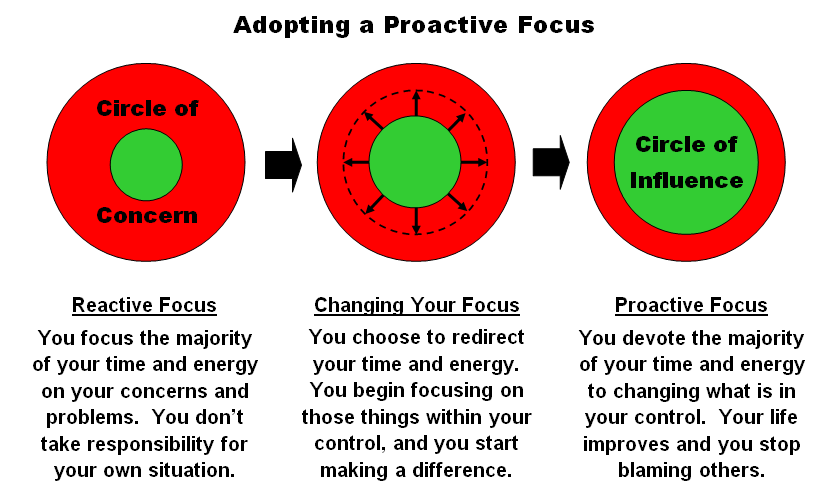 Adopting a Proactive Focus
Circle of
Concern
Circle of
Influence
Reactive Focus
You focus the majority
of your time and energy
on your concerns and
problems.  You don't
take responsibility for
your own situation.
Changing Your Focus
You choose to redirect
your time and energy.
You begin focusing on
those things within your
control, and you start
making a difference.
Proactive Focus
You devote the majority
of your time and energy
to changing what is in
your control.  Your life
improves and you stop
blaming others.